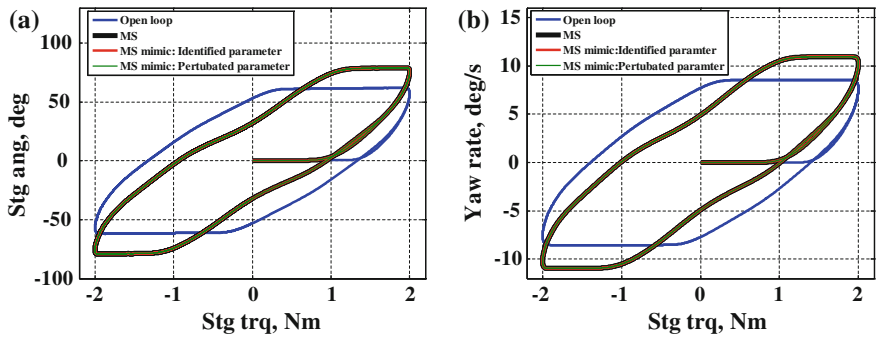 (a)
100
50
0
-50
-100
Stg ang, deg
Open loop
MS
MS mimic: Identified parameter
MS mimic: Pertubated parameter
-2 -1 0 1 2
Stg trq, Nm
(b)
15
10
5
0
-5
-10
Yaw rate, deg/s
Open loop
MS
MS mimic:Identified paramter
MS mimic:Pertubated paramter
-2 -1 0 1 2
Stg trq, Nm